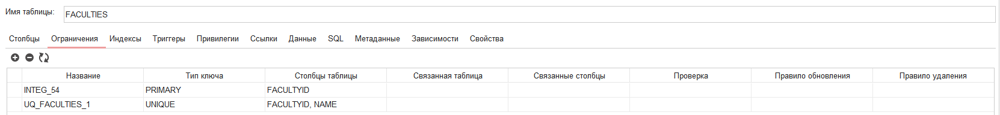 Имя таблицы: FACULTIES
Столбцы Ограничения Индексы Триггеры Привилегии Ссылки Данные SQL Метаданные Зависимости Свойства
Название Тип ключа Столбцы таблицы Связанная таблица Связанные столбцы Проверка Правило обновления Правило удаления
INTEG_54 PRIMARY FACULTYID
UQ_FACULTIES_1 UNIQUE FACULTYID, NAME